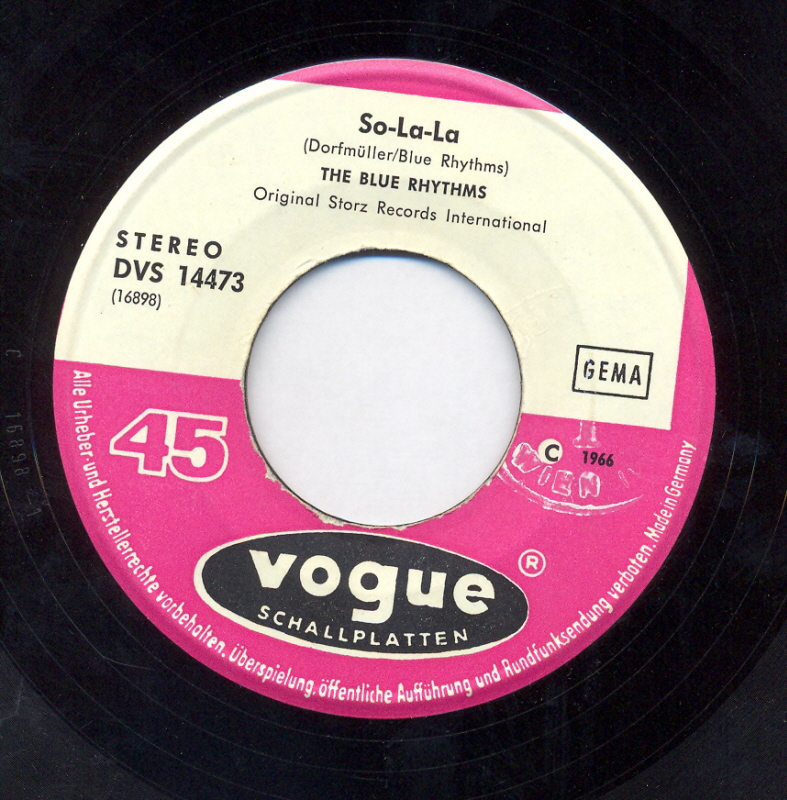 So-La-La
(Dorfmüller/Blue Rhythms)
THE BLUE RHYTHMS
Original Storz Records International
STEREO
DVS 14473
(16898)
GEMA
45
C 1966
WIEN
vogue ®
SCHALLPLATTEN
Alle Urheber- und Herstellerrechte vorbehalten. Überspielung, öffentliche Aufführung und Rundfunksendung verboten. Made in Germany